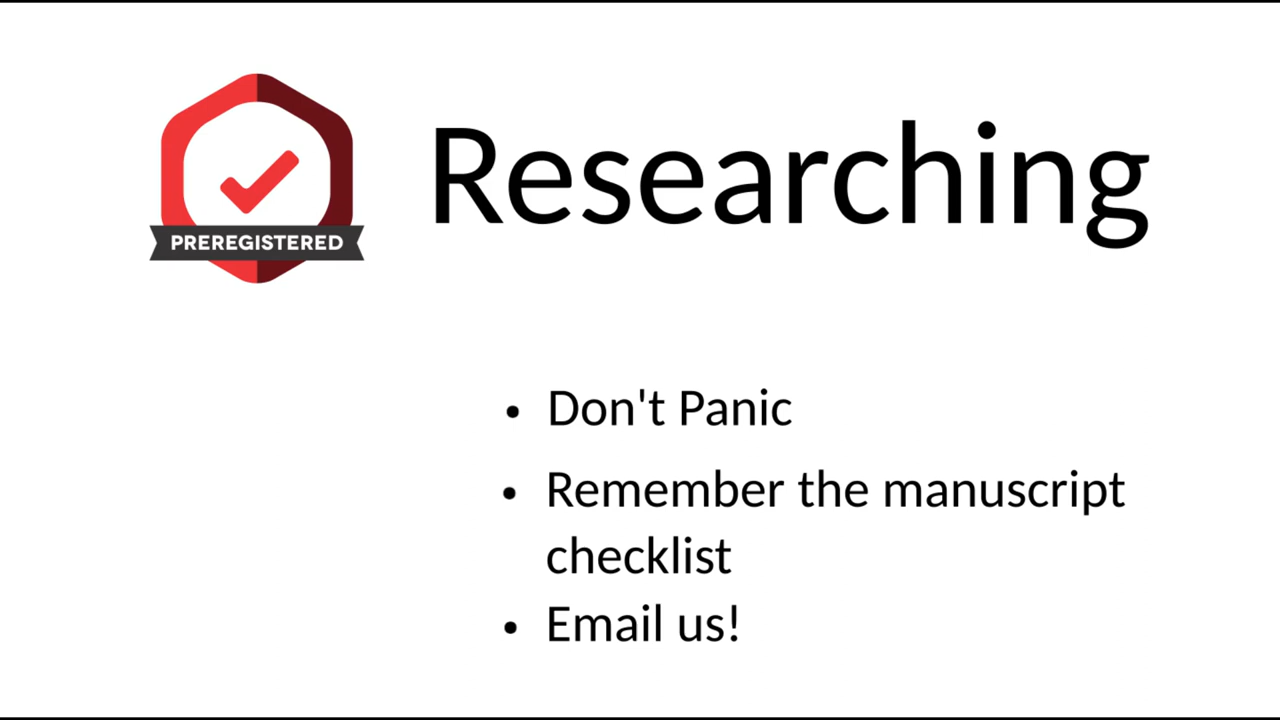 PREREGISTERED
Researching
• Don't Panic
• Remember the manuscript
checklist
• Email us!